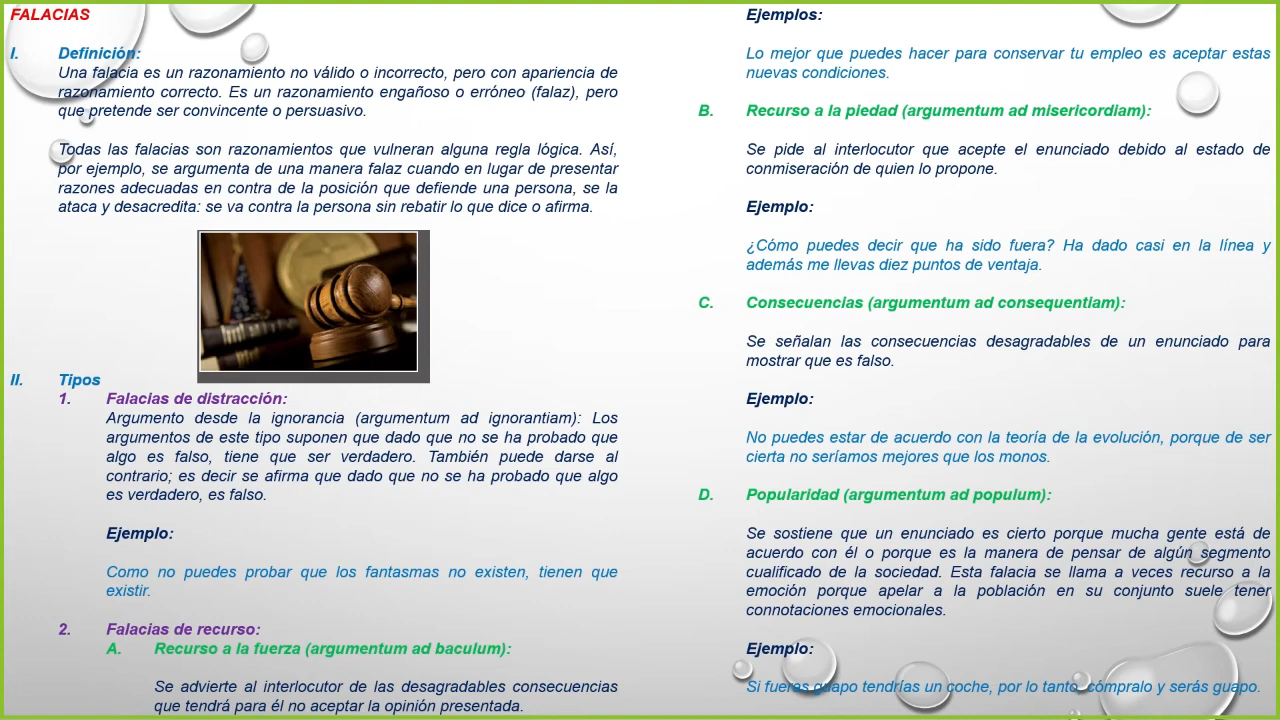 FALACIAS
I. Definición:
Una falacia es un razonamiento no válido o incorrecto, pero con apariencia de
razonamiento correcto. Es un razonamiento engañoso o erróneo (falaz), pero
que pretende ser convincente o persuasivo.
Todas las falacias son razonamientos que vulneran alguna regla lógica. Así,
por ejemplo, se argumenta de una manera falaz cuando en lugar de presentar
razones adecuadas en contra de la posición que defiende una persona, se la
ataca y desacredita: se va contra la persona sin rebatir lo que dice o afirma.
II. Tipos
1. Falacias de distracción:
Argumento desde la ignorancia (argumentum ad ignorantiam): Los
argumentos de este tipo suponen que dado que no se ha probado que
algo es falso, tiene que ser verdadero. También puede darse al
contrario; es decir se afirma que dado que no se ha probado que algo
es verdadero, es falso.
Ejemplo:
Como no puedes probar que los fantasmas no existen, tienen que
existir.
2. Falacias de recurso:
A. Recurso a la fuerza (argumentum ad baculum):
Se advierte al interlocutor de las desagradables consecuencias
que tendrá para él no aceptar la opinión presentada.
Ejemplos:
Lo mejor que puedes hacer para conservar tu empleo es aceptar estas
nuevas condiciones.
B. Recurso a la piedad (argumentum ad misericordiam):
Se pide al interlocutor que acepte el enunciado debido al estado de
conmiseración de quien lo propone.
Ejemplo:
¿Cómo puedes decir que ha sido fuera? Ha dado casi en la línea y
además me llevas diez puntos de ventaja.
C. Consecuencias (argumentum ad consequentiam):
Se señalan las consecuencias desagradables de un enunciado para
mostrar que es falso.
Ejemplo:
No puedes estar de acuerdo con la teoría de la evolución, porque de ser
cierta no seríamos mejores que los monos.
D. Popularidad (argumentum ad populum):
Se sostiene que un enunciado es cierto porque mucha gente está de
acuerdo con él o porque es la manera de pensar de algún segmento
cualificado de la sociedad. Esta falacia se llama a veces recurso a la
emoción porque apelar a la población en su conjunto suele tener
connotaciones emocionales.
Ejemplo:
Si fueras guapo tendrías un coche, por lo tanto, cómpralo y serás guapo.